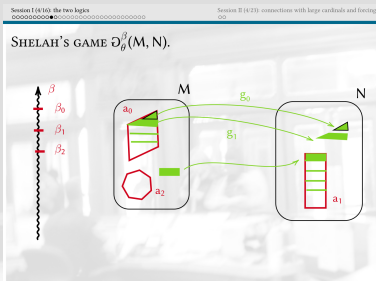 Session I (4/16): the two logics
Session II (4/23): connections with large cardinals and forcing
Shelah's game ⅁^β_θ(M, N).
β
M
N
β₀
a₀
g₀
β₁
g₁
β₂
a₂
a₁